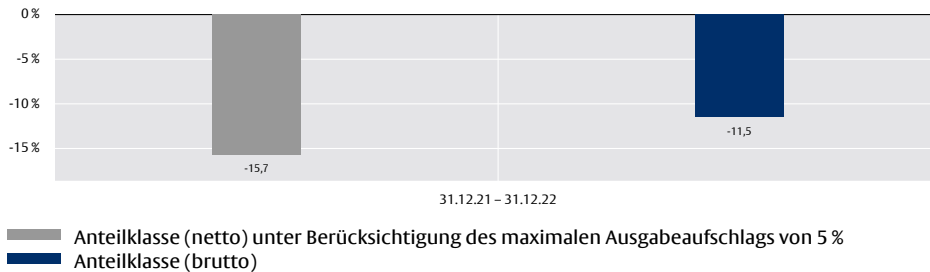 0 %
-5 %
-10 %
-15 %
-15,7
-11,5
31.12.21 – 31.12.22
Anteilklasse (netto) unter Berücksichtigung des maximalen Ausgabeaufschlags von 5 %
Anteilklasse (brutto)